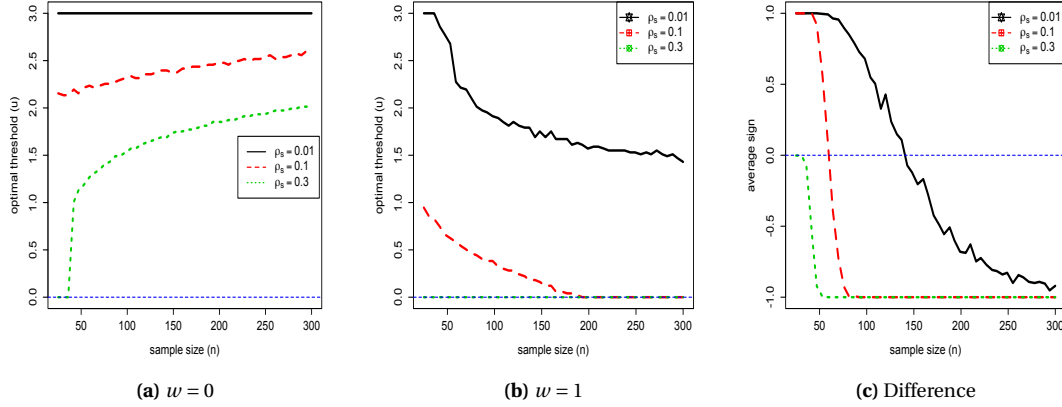 3.0
2.5
2.0
1.5
1.0
0.5
0.0
optimal threshold (u)
ρs = 0.01
ρs = 0.1
ρs = 0.3
50 100 150 200 250 300
sample size (n)
(a) w = 0
3.0
2.5
2.0
1.5
1.0
0.5
0.0
optimal threshold (u)
ρs = 0.01
ρs = 0.1
ρs = 0.3
50 100 150 200 250 300
sample size (n)
(b) w = 1
1.0
0.5
0.0
-0.5
-1.0
average sign
ρs = 0.01
ρs = 0.1
ρs = 0.3
50 100 150 200 250 300
sample size (n)
(c) Difference